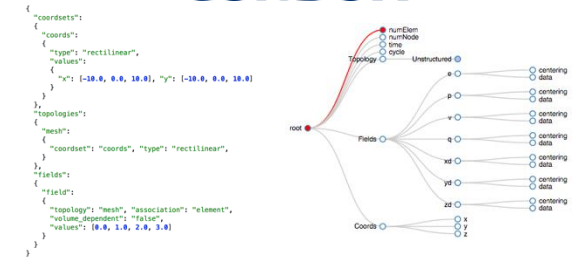 {
"coordsets":
{
"coords":
{
"type": "rectilinear",
"values":
{
"x": [-10.0, 0.0, 10.0], "y": [-10.0, 0.0, 10.0]
}
}
},
"topologies":
{
"mesh":
{
"coordset": "coords", "type": "rectilinear",
}
},
"fields":
{
"field":
{
"topology": "mesh", "association": "element",
"volume_dependent": "false",
"values": [0.0, 1.0, 2.0, 3.0]
}
}
}
root
numElem
numNode
time
cycle
Topology
Unstructured
Fields
e
centering
data
p
centering
data
v
centering
data
q
centering
data
xd
centering
data
yd
centering
data
zd
centering
data
Coords
x
y
z